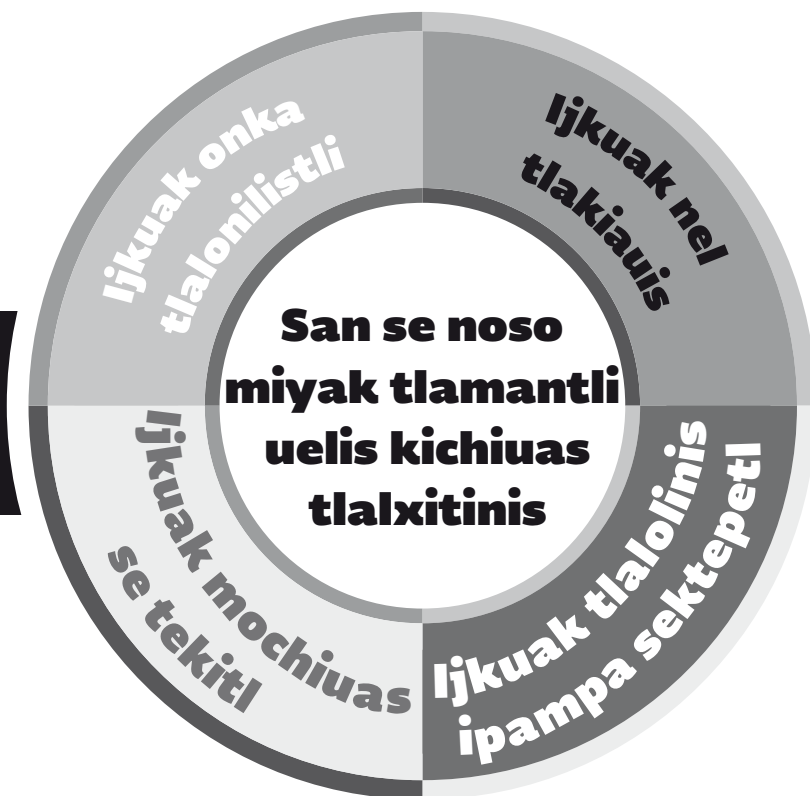 Ijkuak onka
tlalonilistli
Ijkuak nel
tlakiauis
San se noso
miyak tlamantli
uelis kichiuas
tlalxitinis
Ijkuak mochiuas
se tekitl
Ijkuak tlalolinis
ipampa sektepetl